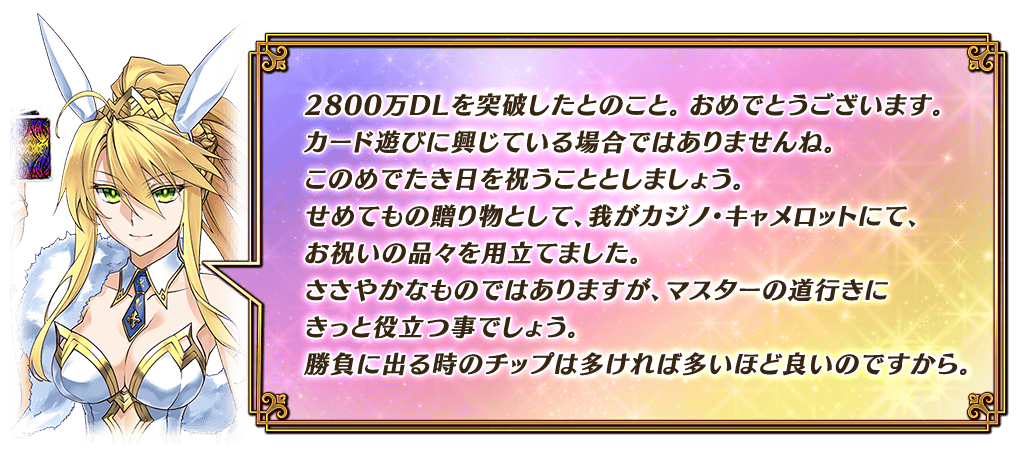 2800万DLを突破したとのこと。おめでとうございます。
カード遊びに興じている場合ではありませんね。
このめでたき日を祝うこととしましょう。
せめてもの贈り物として、我がカジノ・キャメロットにて、
お祝いの品々を用立てました。
ささやかなものではありますが、マスターの道行きに
きっと役立つ事でしょう。
勝負に出る時のチップは多ければ多いほど良いのですから。